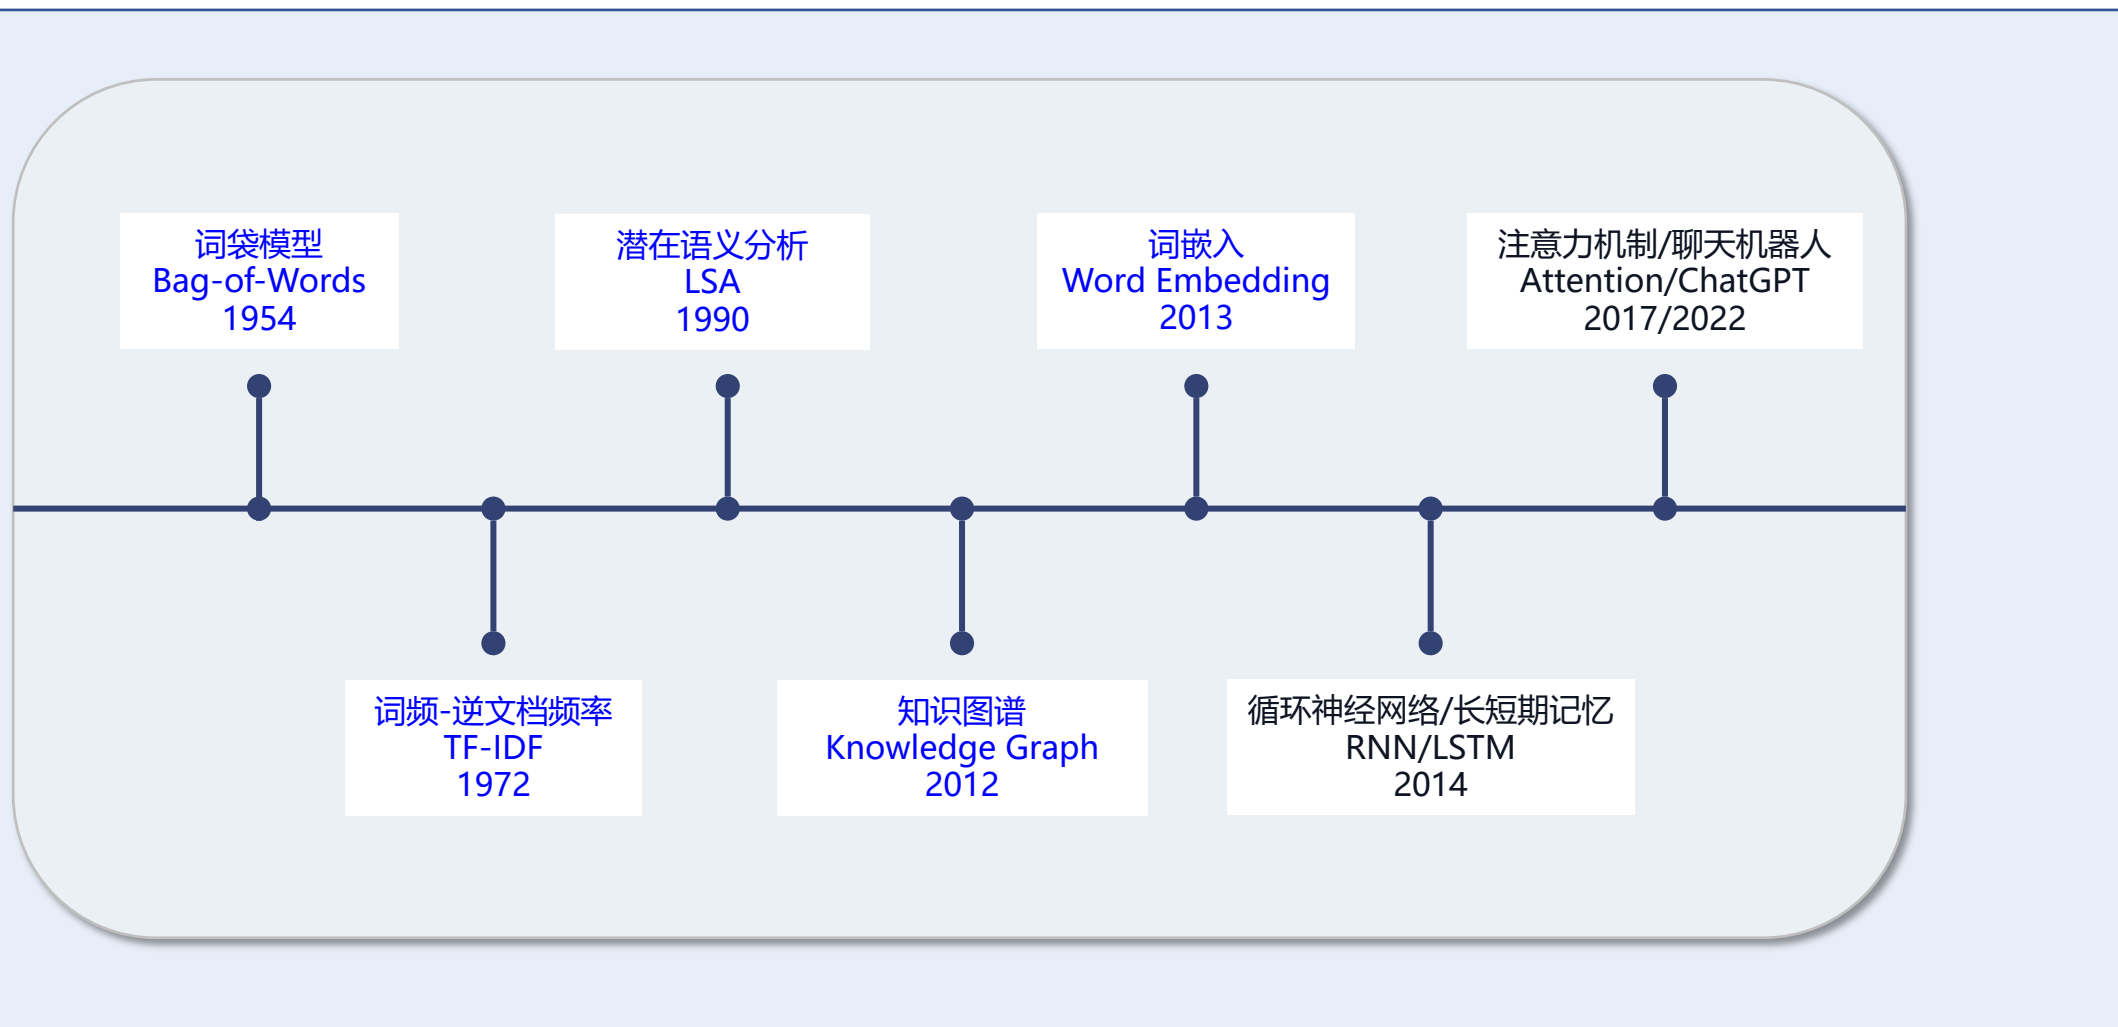 词袋模型
Bag-of-Words
1954
潜在语义分析
LSA
1990
词嵌入
Word Embedding
2013
注意力机制/聊天机器人
Attention/ChatGPT
2017/2022
词频-逆文档频率
TF-IDF
1972
知识图谱
Knowledge Graph
2012
循环神经网络/长短期记忆
RNN/LSTM
2014